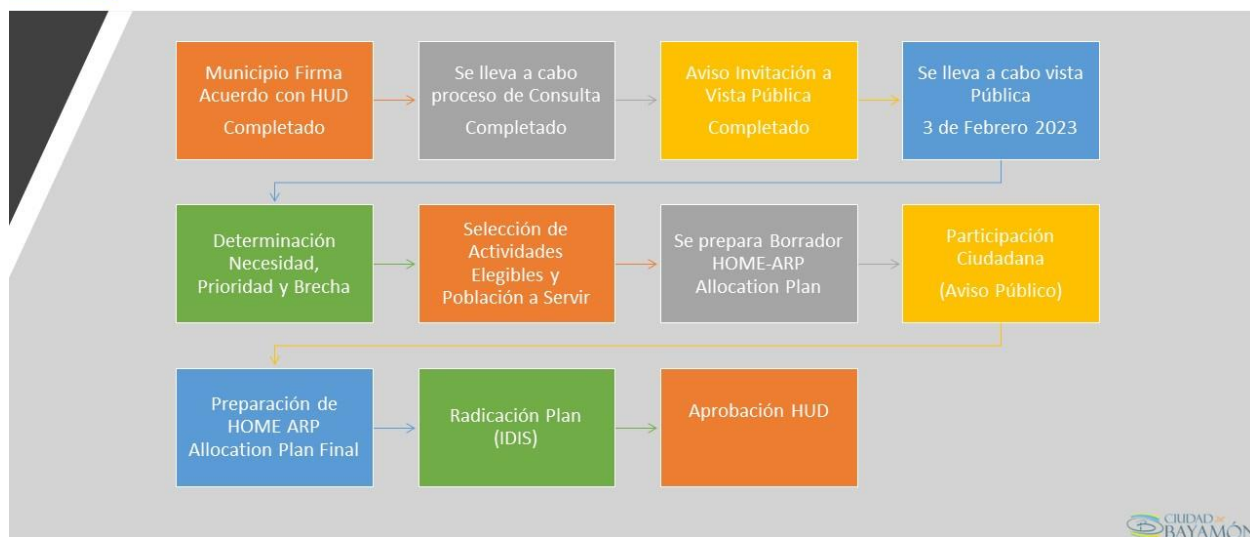 Municipio Firma
Acuerdo con HUD
Completado
Se lleva a cabo
proceso de Consulta
Completado
Aviso Invitación a
Vista Pública
Completado
Se lleva a cabo vista
Pública
3 de Febrero 2023
Determinación
Necesidad,
Prioridad y Brecha
Selección de
Actividades
Elegibles y
Población a Servir
Se prepara Borrador
HOME-ARP
Allocation Plan
Participación
Ciudadana
(Aviso Público)
Preparación de
HOME ARP
Allocation Plan Final
Radicación Plan
(IDIS)
Aprobación HUD
CIUDAD de
BAYAMÓN